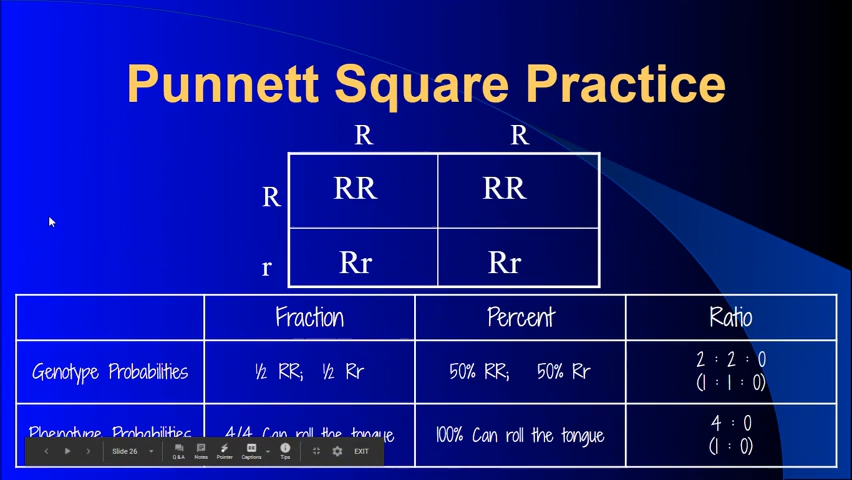 Punnett Square Practice
R R
R RR RR
r Rr Rr
Fraction Percent Ratio
Genotype Probabilities ½ RR; ½ Rr 50% RR; 50% Rr 2 : 2 : 0
(1 : 1 : 0)
Phenotype Probabilities 4/4 Can roll the tongue 100% Can roll the tongue 4 : 0
(1 : 0)
Slide 26 Q&A Notes Pointer Captions Tips EXIT